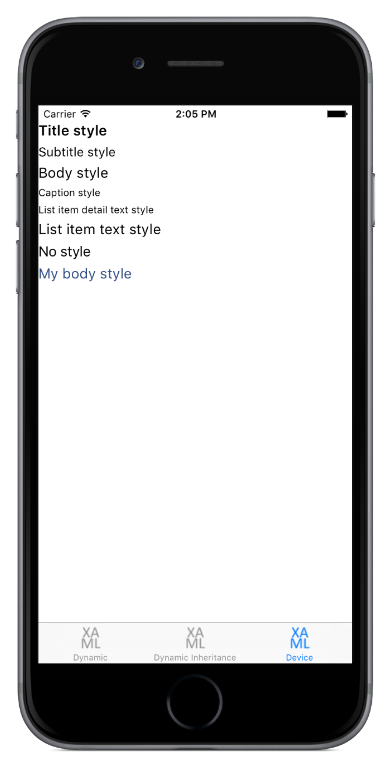 Carrier 2:05 PM
Title style
Subtitle style
Body style
Caption style
List item detail text style
List item text style
No style
My body style
XA
ML
Dynamic
XA
ML
Dynamic Inheritance
XA
ML
Device